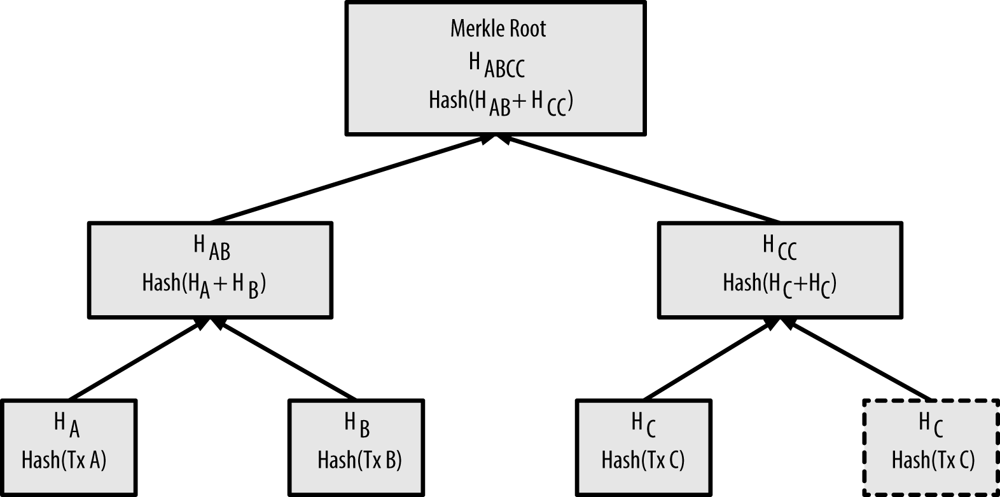 Merkle Root
H ABCC
Hash(H AB + H CC)
H AB
Hash(H A + H B)
H CC
Hash(H C+H C)
H A
Hash(Tx A)
H B
Hash(Tx B)
H C
Hash(Tx C)
H C
Hash(Tx C)